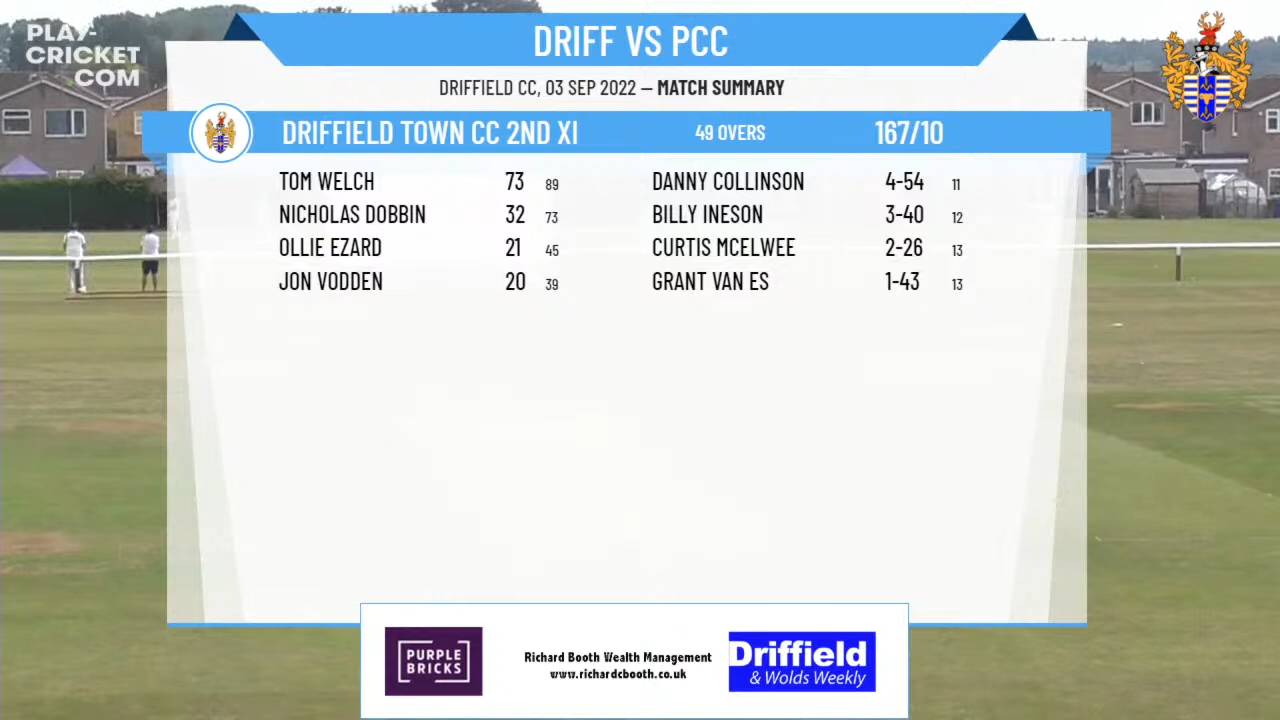 PLAY-
CRICKET
COM
DRIFF VS PCC
DRIFFIELD CC, 03 SEP 2022 – MATCH SUMMARY
DRIFFIELD TOWN CC 2ND XI 49 OVERS 167/10
TOM WELCH 73 89 DANNY COLLINSON 4-54 11
NICHOLAS DOBBIN 32 73 BILLY INESON 3-40 12
OLLIE EZARD 21 45 CURTIS MCELWEE 2-26 13
JON VODDEN 20 39 GRANT VAN ES 1-43 13
PURPLE
BRICKS
Richard Booth Wealth Management
www.richardcbooth.co.uk
Driffield
& Wolds Weekly